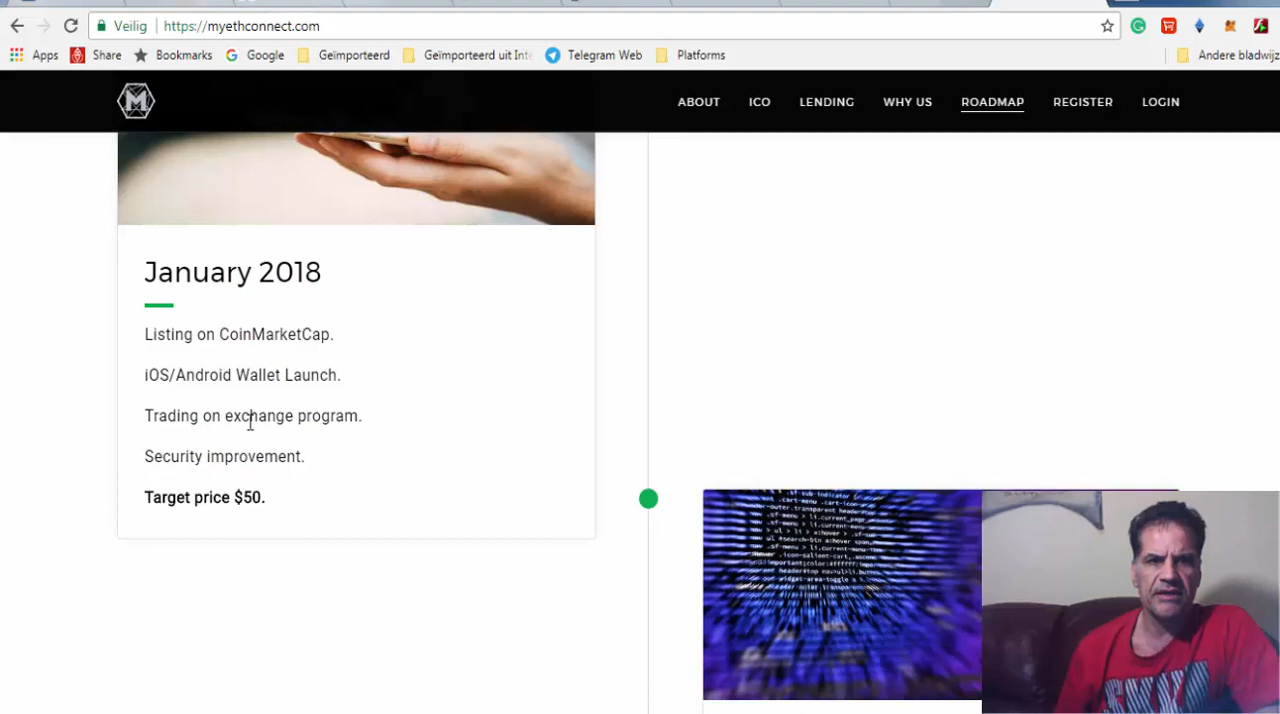 Veilig
https://myethconnect.com
Apps
Share
Bookmarks
Google
Geïmporteerd
Geïmporteerd uit Int
Telegram Web
Platforms
Andere bladwijz
M
ABOUT
ICO
LENDING
WHY US
ROADMAP
REGISTER
LOGIN
January 2018
Listing on CoinMarketCap.
iOS/Android Wallet Launch.
Trading on exchange program.
Security improvement.
Target price $50.